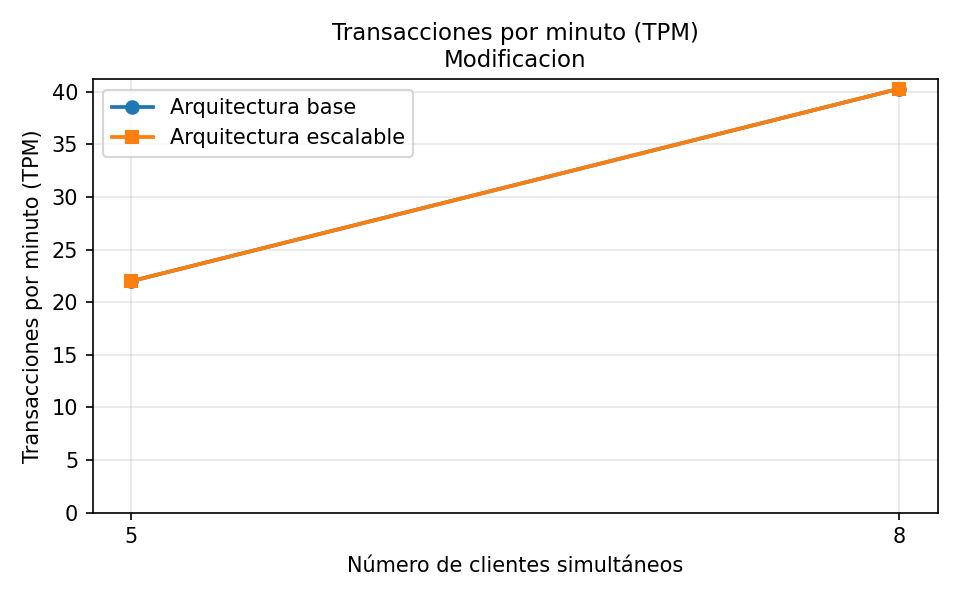 Transacciones por minuto (TPM)
Modificacion
Arquitectura base
Arquitectura escalable
Transacciones por minuto (TPM)
40
35
30
25
20
15
10
5
0
5
8
Número de clientes simultáneos